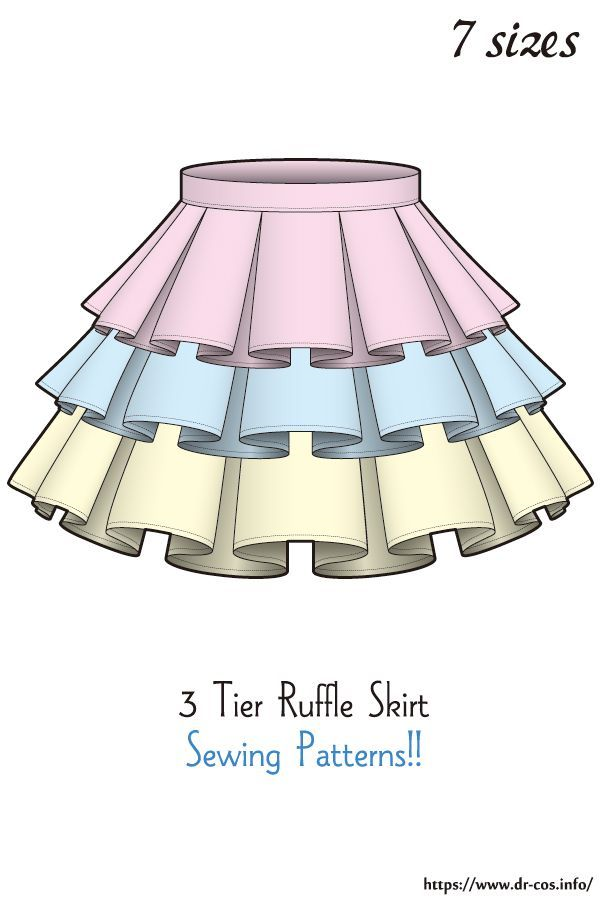 7 sizes
3 Tier Ruffle Skirt
Sewing Patterns!!
https://www.dr-cos.info/